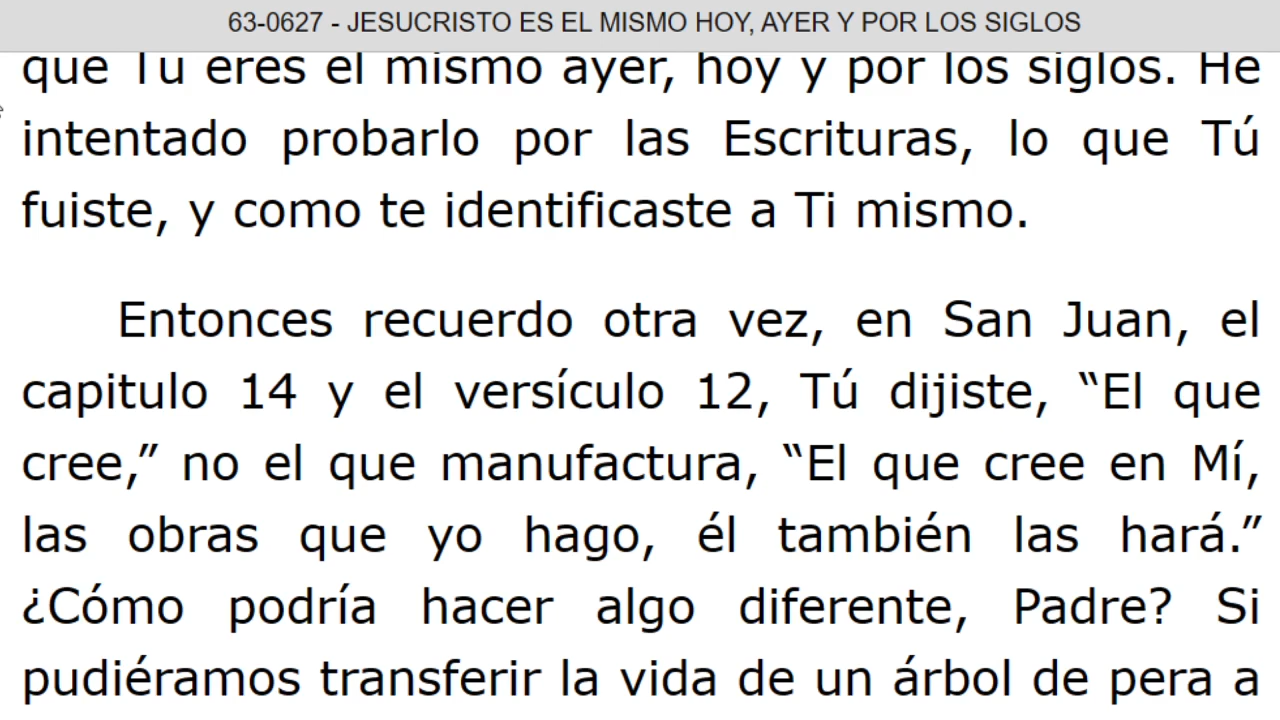 63-0627 - JESUCRISTO ES EL MISMO HOY, AYER Y POR LOS SIGLOS
que Tú eres el mismo ayer, hoy y por los siglos. He
intentado probarlo por las Escrituras, lo que Tú
fuiste, y como te identificaste a Ti mismo.
Entonces recuerdo otra vez, en San Juan, el
capitulo 14 y el versículo 12, Tú dijiste, “El que
cree,” no el que manufactura, “El que cree en Mí,
las obras que yo hago, él también las hará.”
¿Cómo podría hacer algo diferente, Padre? Si
pudiéramos transferir la vida de un árbol de pera a